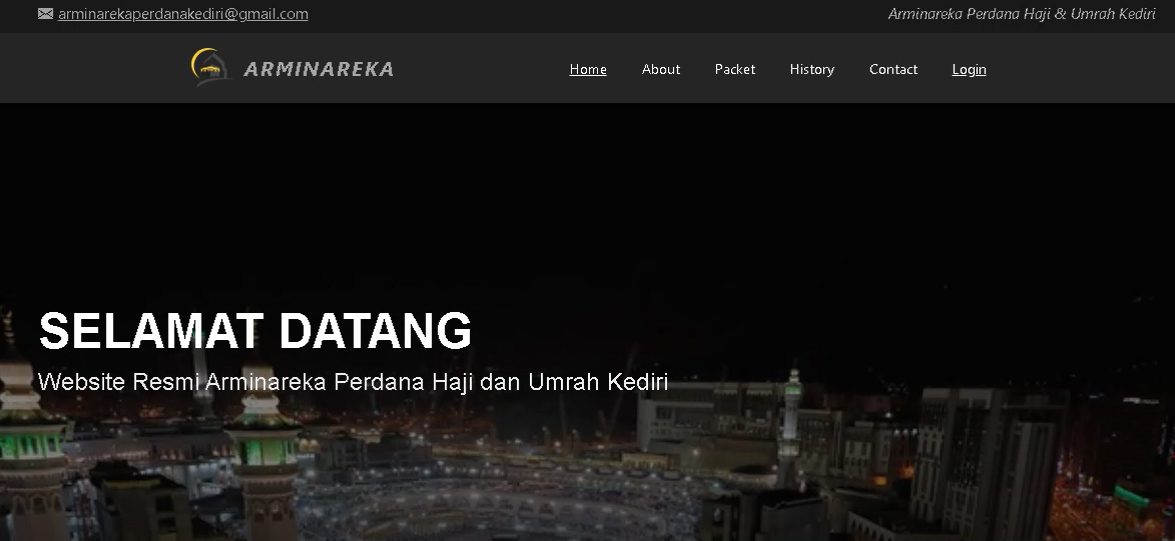 arminarekaperdanakediri@gmail.com
Arminareka Perdana Haji & Umrah Kediri
ARMINAREKA
Home
About
Packet
History
Contact
Login
SELAMAT DATANG
Website Resmi Arminareka Perdana Haji dan Umrah Kediri